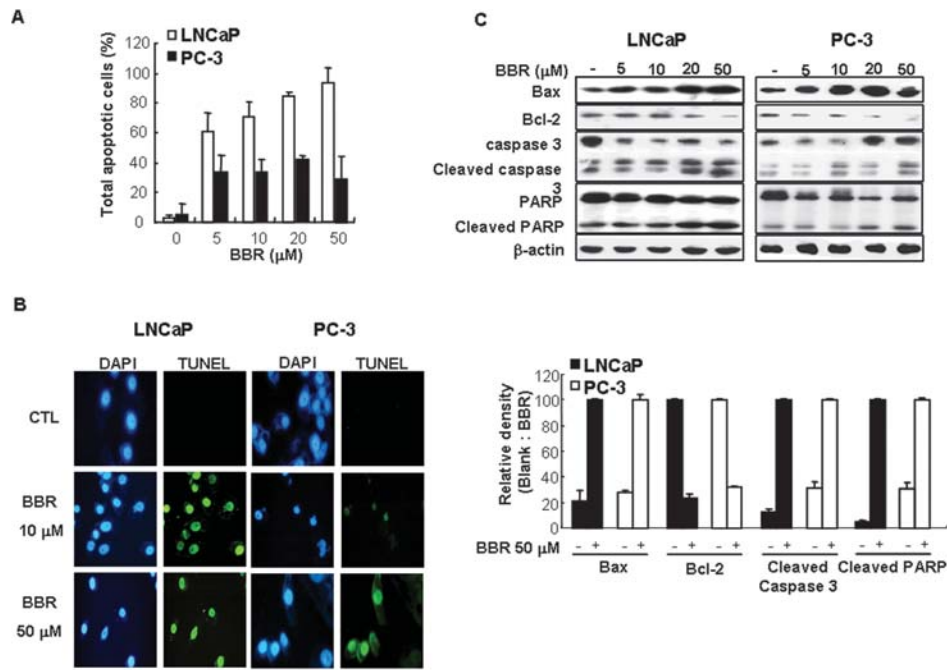 A
LNCaP
PC-3
Total apoptotic cells (%)
120
100
80
60
40
20
0
0 5 10 20 50
BBR (μM)
B
LNCaP PC-3
DAPI TUNEL DAPI TUNEL
CTL
BBR
10 μM
BBR
50 μM
C
LNCaP PC-3
BBR (μM) - 5 10 20 50 - 5 10 20 50
Bax
Bcl-2
caspase 3
Cleaved caspase
3
PARP
Cleaved PARP
β-actin
LNCaP
PC-3
Relative density
(Blank : BBR)
120
100
80
60
40
20
0
BBR 50 μM - + - + - + - + - + - + - + - +
Bax Bcl-2 Cleaved Caspase 3 Cleaved PARP